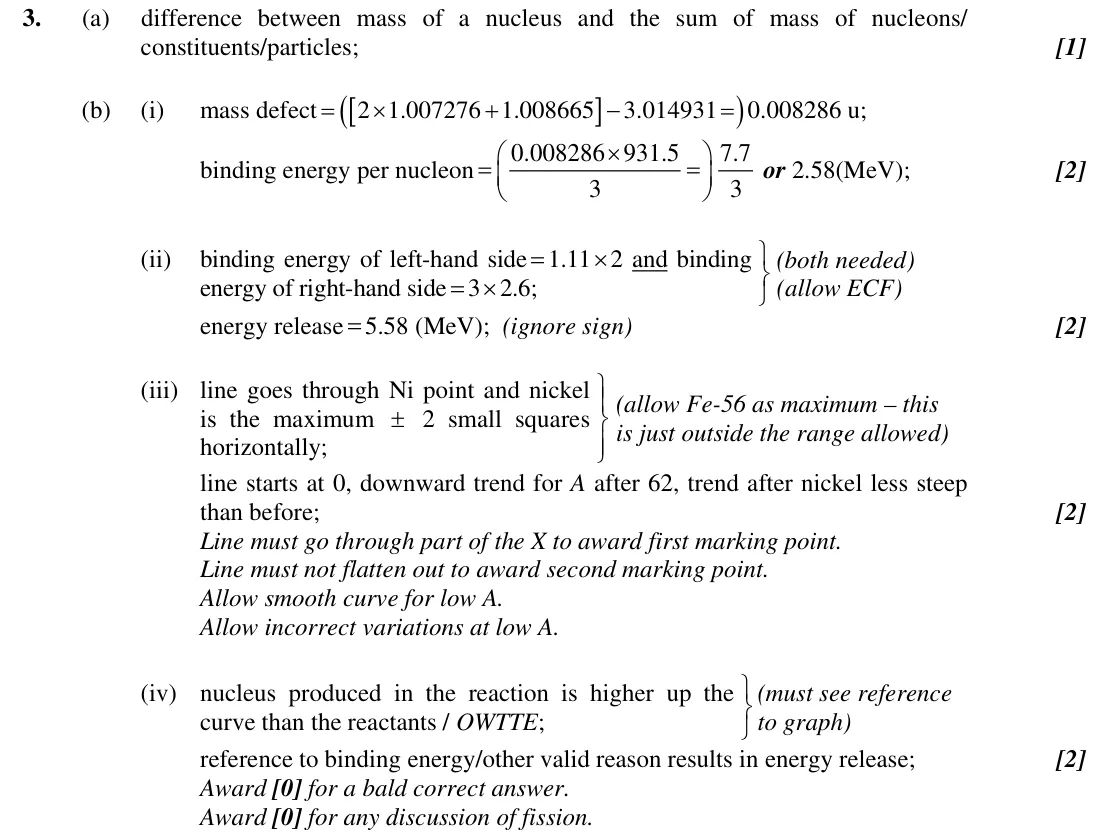 3. (a) difference between mass of a nucleus and the sum of mass of nucleons/
constituents/particles; [1]
(b) (i) mass defect = ([2×1.007276+1.008665]−3.014931=)0.008286 u;
binding energy per nucleon = (0.008286×931.5/3 =) 7.7/3 or 2.58(MeV); [2]
(ii) binding energy of left-hand side = 1.11×2 and binding (both needed)
energy of right-hand side = 3×2.6; (allow ECF)
energy release = 5.58 (MeV); (ignore sign) [2]
(iii) line goes through Ni point and nickel
is the maximum ± 2 small squares (allow Fe-56 as maximum – this
horizontally; is just outside the range allowed)
line starts at 0, downward trend for A after 62, trend after nickel less steep
than before; [2]
Line must go through part of the X to award first marking point.
Line must not flatten out to award second marking point.
Allow smooth curve for low A.
Allow incorrect variations at low A.
(iv) nucleus produced in the reaction is higher up the (must see reference
curve than the reactants / OWTTE; to graph)
reference to binding energy/other valid reason results in energy release; [2]
Award [0] for a bald correct answer.
Award [0] for any discussion of fission.